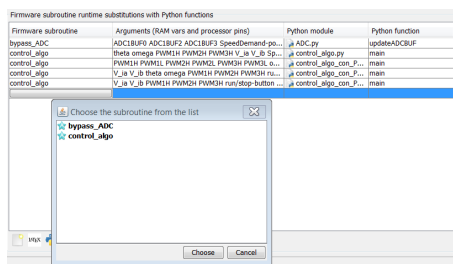 Firmware subroutine runtime substitutions with Python functions
Firmware subroutine Arguments (RAM vars and processor pins) Python module Python function
bypass_ADC ADC1BUF0 ADC1BUF2 ADC1BUF3 SpeedDemand-po... ADC.py updateADCBUF
control_algo theta omega PWM1H PWM2H PWM3H V_ia V_ib Sp... control_algo.py main
control_algo PWM1H PWM1L PWM2H PWM2L PWM3H PWM3L o... control_algo_con_P... main
control_algo V_ia V_ib theta omega PWM1H PWM2H PWM3H ru... control_algo_con_P... main
control_algo V_ia V_ib PWM1H PWM2H PWM3H run/stop-button ... control_algo_con_P... main
Choose the subroutine from the list
bypass_ADC
control_algo
Choose Cancel